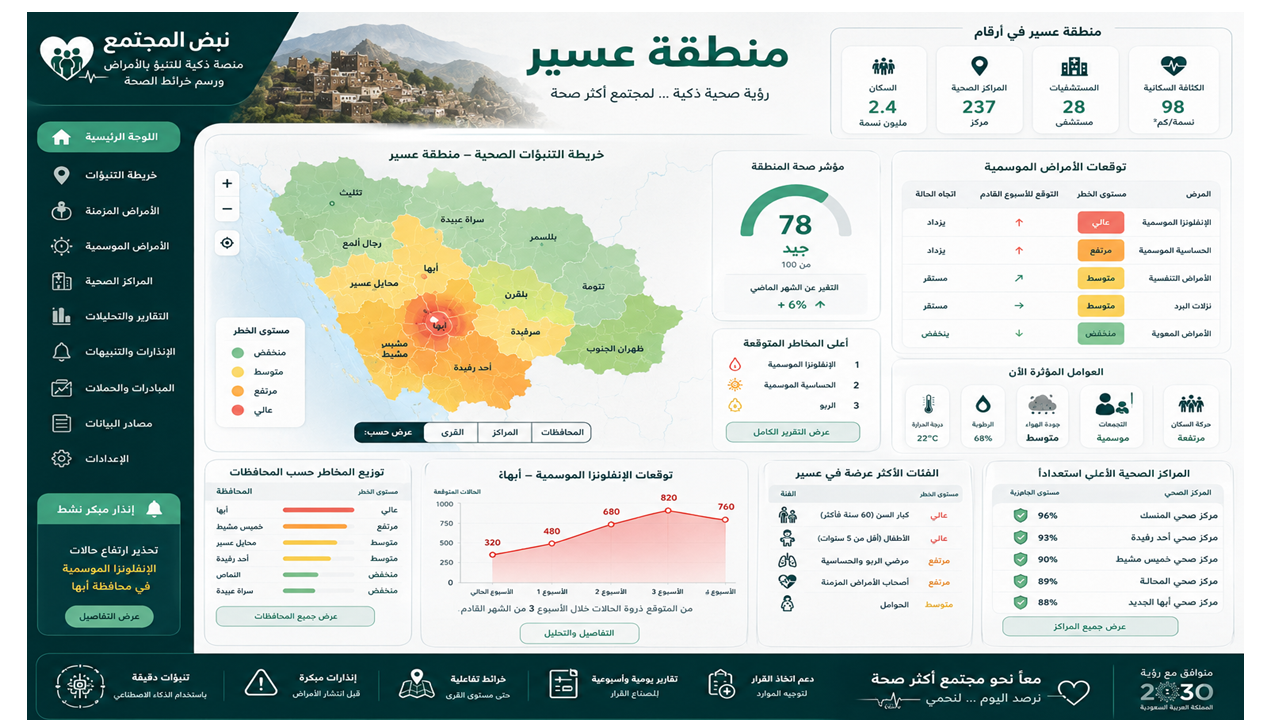 نبض المجتمع
منصة ذكية للتنبؤ بالأمراض
ورسم خرائط الصحة
منطقة عسير
رؤية صحية ذكية ... لمجتمع أكثر صحة
منطقة عسير في أرقام
الكثافة السكانية
98
نسمة/كم²
المستشفيات
28
مستشفى
المراكز الصحية
237
مركز
السكان
2.4
مليون نسمة
اللوحة الرئيسية
خريطة التنبؤات
الأمراض المزمنة
الأمراض الموسمية
المراكز الصحية
التقارير والتحليلات
الإنذارات والتنبيهات
المبادرات والحملات
مصادر البيانات
الإعدادات
إنذار مبكر نشط
تحذير ارتفاع حالات
الإنفلونزا الموسمية
في محافظة أبها
عرض التفاصيل
خريطة التنبؤات الصحية – منطقة عسير
+
−
تثليث
سراة عبيدة
بللسمر
رجال ألمع
أبها
محايل عسير
بلقرن
تنومة
أبها
صرفيدة
مشيس
مشيط
ظهران الجنوب
أحد رفيدة
مستوى الخطر
منخفض
متوسط
مرتفع
عالي
عرض حسب:
القرى
المراكز
المحافظات
مؤشر صحة المنطقة
78
جيد
من 100
التغير عن الشهر الماضي
+ 6% ↑
أعلى المخاطر المتوقعة
1 الإنفلونزا الموسمية
2 الحساسية الموسمية
3 الربو
عرض التقرير الكامل
توقعات الأمراض الموسمية
المرض مستوى الخطر التوقع للأسبوع القادم اتجاه الحالة
الإنفلونزا الموسمية عالي ↑ يزداد
الحساسية الموسمية مرتفع ↑ يزداد
الأمراض التنفسية متوسط ↗ مستقر
نزلات البرد متوسط → مستقر
الأمراض المعوية منخفض ↓ ينخفض
العوامل المؤثرة الأن
حركة السكان
مرتفعة
التجمعات
موسمية
جودة الهواء
متوسط
الرطوبة
68%
درجة الحرارة
22°C
توزيع المخاطر حسب المحافظات
المحافظة مستوى الخطر
أبها عالي
خميس مشيط مرتفع
محايل عسير متوسط
أحد رفيدة متوسط
النماص منخفض
سراة عبيدة منخفض
عرض جميع المحافظات
توقعات الإنفلونزا الموسمية – أبها
الحالات المتوقعة
1000
750
500
250
0
320
480
680
820
760
الأسبوع الحالي
الأسبوع 1
الأسبوع 2
الأسبوع 3
الأسبوع
من المتوقع ذروة الحالات خلال الأسبوع 3 من الشهر القادم.
التفاصيل والتحليل
الفئات الأكثر عرضة في عسير
الفئة مستوى الخطر
كبار السن (60 سنة فأكثر) عالي
الأطفال (أقل من 5 سنوات) عالي
مرضي الربو والحساسية مرتفع
أصحاب الأمراض المزمنة مرتفع
الحوامل متوسط
المراكز الصحية الأعلى استعداداً
المركز الصحي مستوى الجاهزية
مركز صحي المنسك 96%
مركز صحي أحد رفيدة 93%
مركز صحي خميس مشيط 90%
مركز صحي المحالة 89%
مركز صحي أبها الجديد 88%
عرض جميع المراكز
متوافق مع رؤية
2030
المملكة العربية السعودية
معاً نحو مجتمع أكثر صحة
نرصد اليوم ... لنحمي
دعم اتخاذ القرار
لتوجيه الموارد
تقارير يومية وأسبوعية
لصناع القرار
خرائط تفاعلية
حتى مستوى القرى
إنذارات مبكرة
قبل انتشار الأمراض
تنبؤات دقيقة
باستخدام الذكاء الاصطناعي